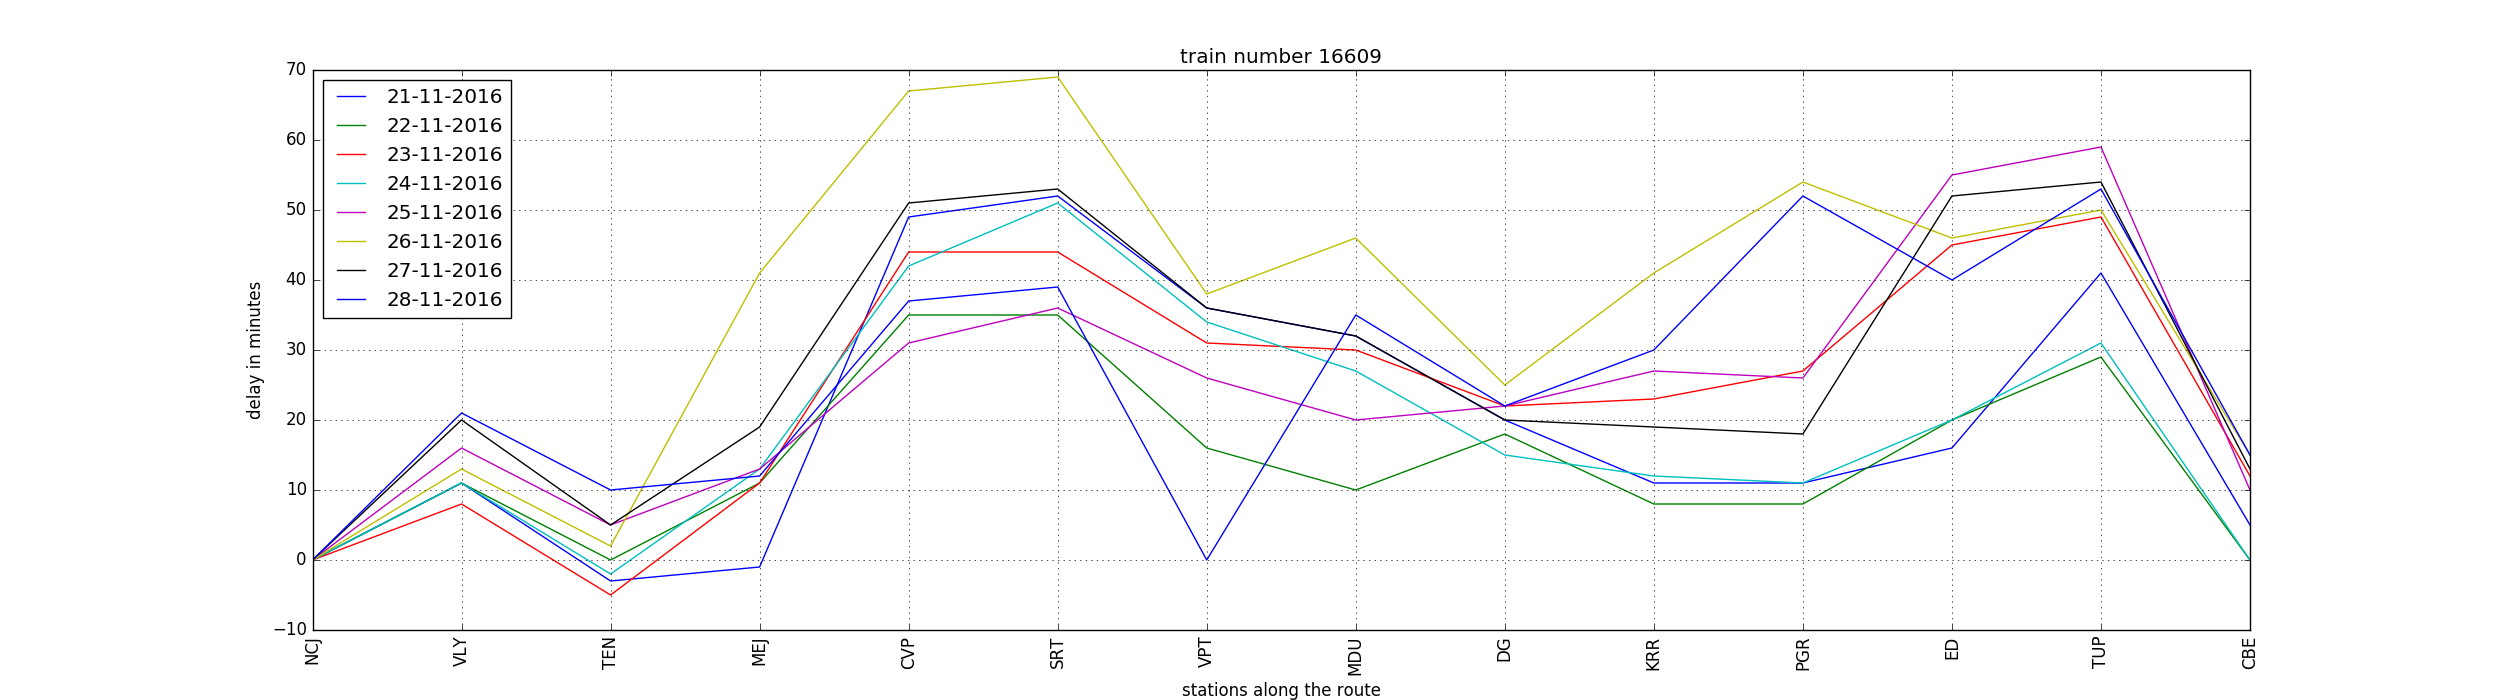 train number 16609
70
60
50
40
30
20
10
0
−10
delay in minutes
21-11-2016
22-11-2016
23-11-2016
24-11-2016
25-11-2016
26-11-2016
27-11-2016
28-11-2016
NCJ
VLY
TEN
MEJ
CVP
SRT
VPT
MDU
DG
KRR
PGR
ED
TUP
CBE
stations along the route